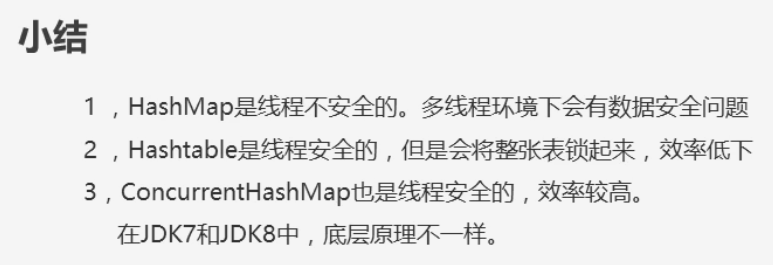 小结
1，HashMap是线程不安全的。多线程环境下会有数据安全问题
2，Hashtable是线程安全的，但是会将整张表锁起来，效率低下
3，ConcurrentHashMap也是线程安全的，效率较高。
在JDK7和JDK8中，底层原理不一样。